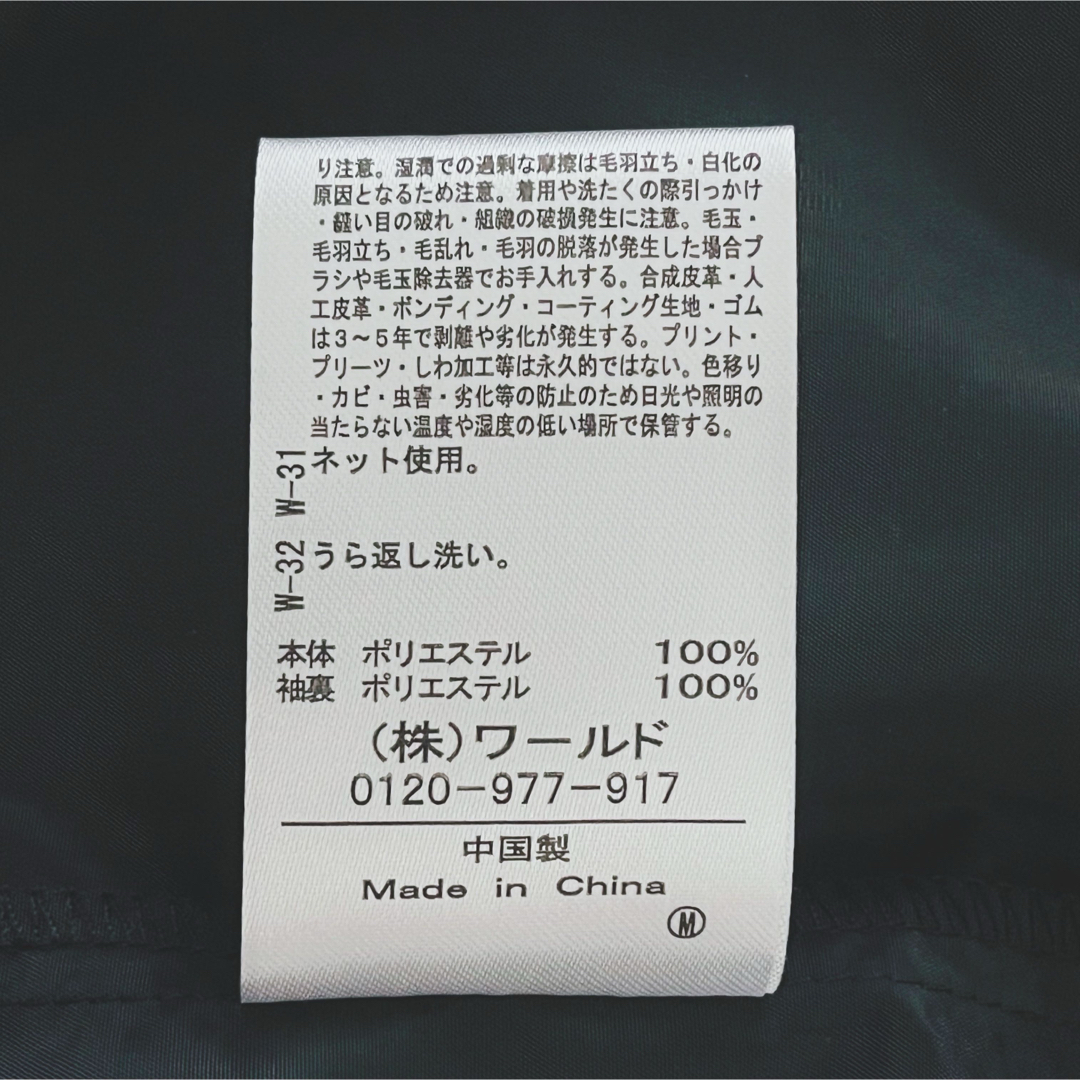 り注意。湿潤での過剰な摩擦は毛羽立ち・白化の
原因となるため注意。着用や洗たくの際引っかけ
・縫い目の破れ・組織の破損発生に注意。毛玉・
毛羽立ち・毛乱れ・毛羽の脱落が発生した場合ブ
ラシや毛玉除去器でお手入れする。合成皮革・人
工皮革・ボンディング・コーティング生地・ゴム
は3~5年で剥離や劣化が発生する。プリント・
プリーツ・しわ加工等は永久的ではない。色移り
・カビ・虫害・劣化等の防止のため日光や照明の
当たらない温度や湿度の低い場所で保管する。
W-31 ネット使用。
W-32 うら返し洗い。
本体 ポリエステル 100%
袖裏 ポリエステル 100%
(株)ワールド
0120-977-917
中国製
Made in China
Ⓜ